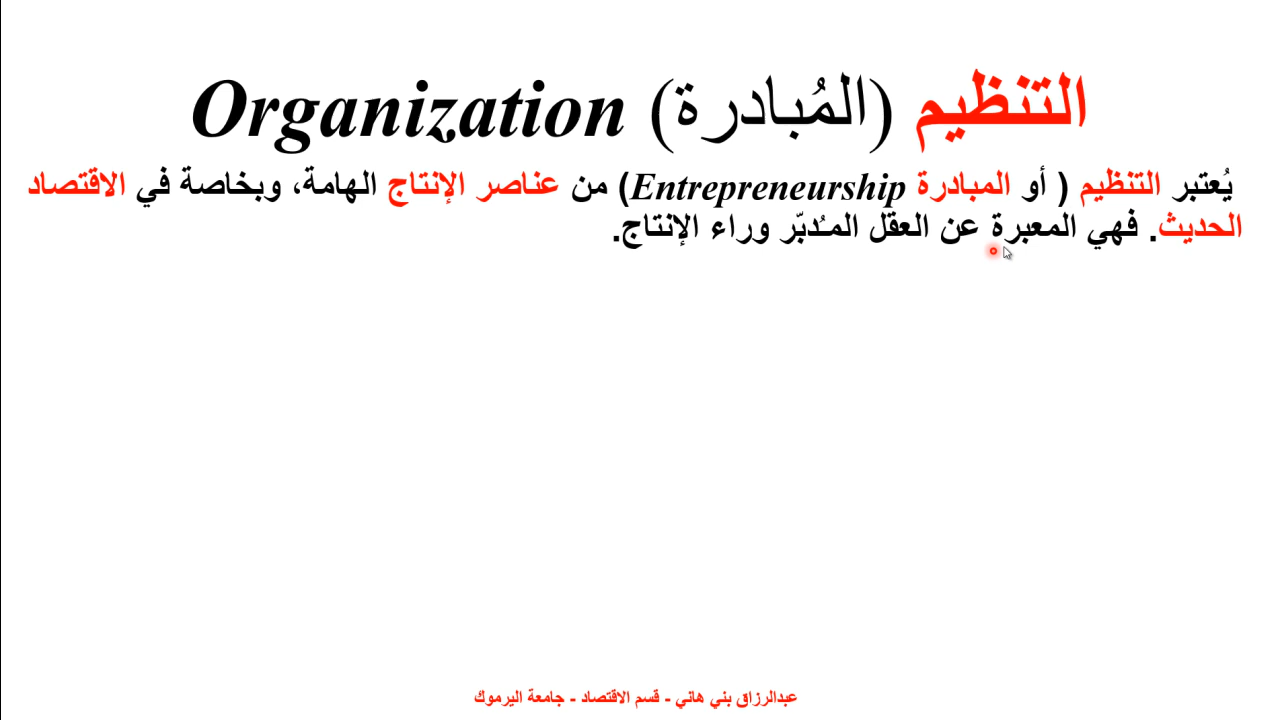 التنظيم (المُبادرة) Organization
يُعتبر التنظيم ( أو المبادرة Entrepreneurship) من عناصر الإنتاج الهامة، وبخاصة في الاقتصاد
الحديث. فهي المعبرة عن العقل المـُدبّر وراء الإنتاج.
عبدالرزاق بني هاني - قسم الاقتصاد - جامعة اليرموك